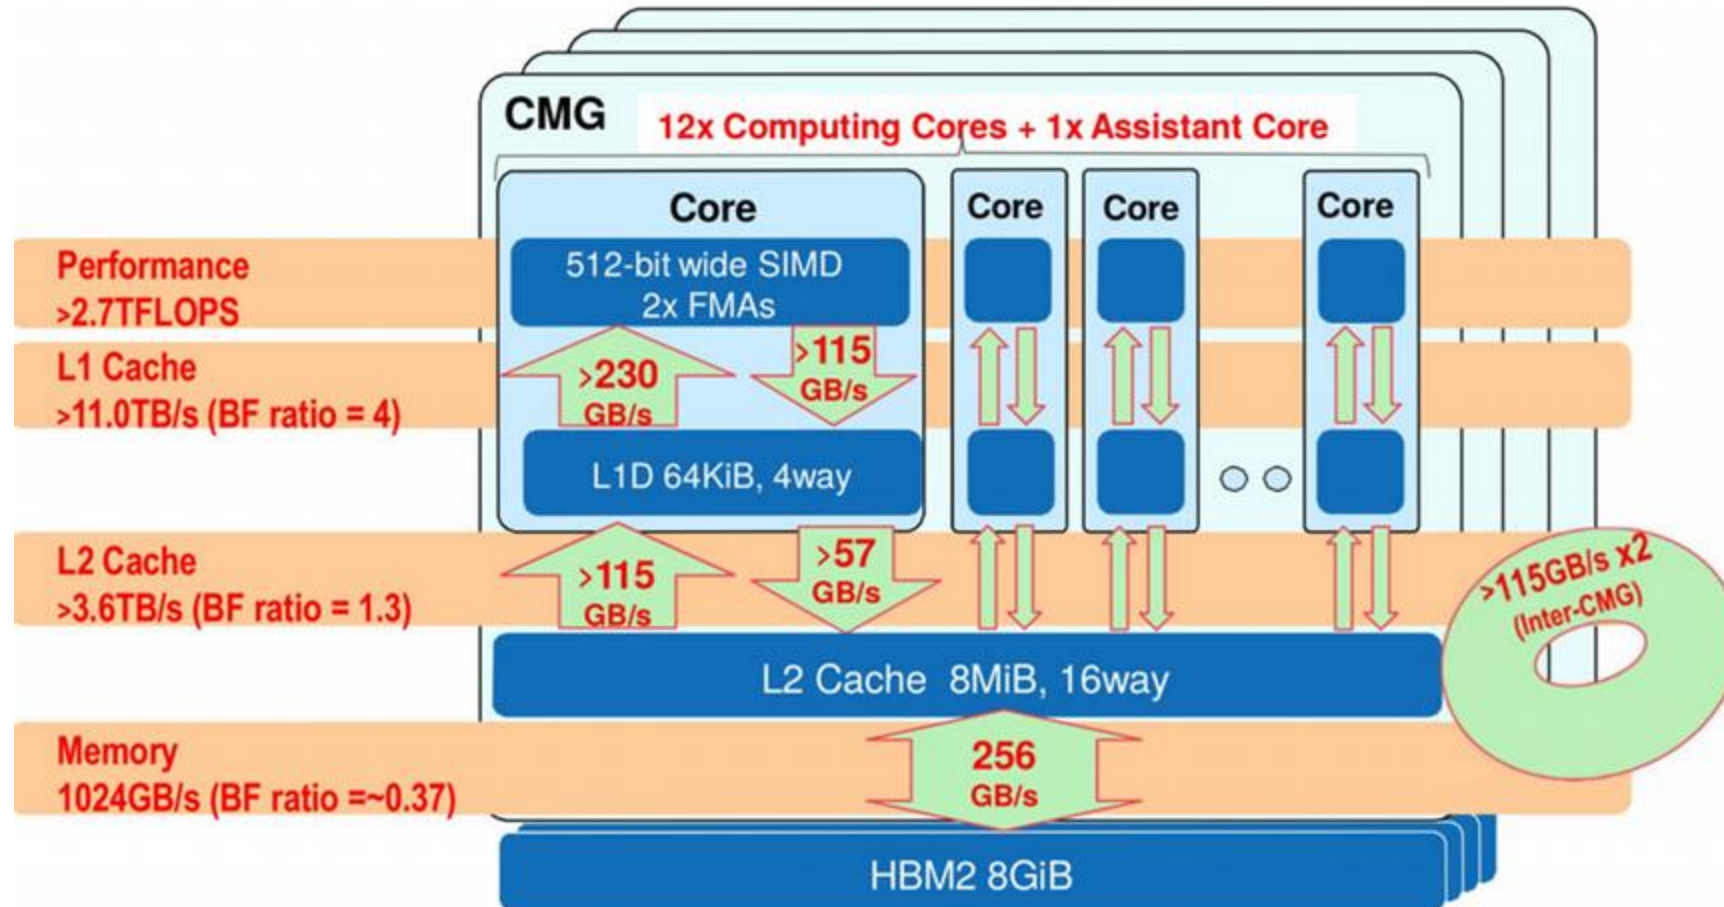 CMG
12x Computing Cores + 1x Assistant Core
Core
Core
Core
Core
Performance
>2.7TFLOPS
512-bit wide SIMD
2x FMAs
L1 Cache
>11.0TB/s (BF ratio = 4)
>230
GB/s
>115
GB/s
L1D 64KiB, 4way
L2 Cache
>3.6TB/s (BF ratio = 1.3)
>115
GB/s
>57
GB/s
>115GB/s x2
(Inter-CMG)
L2 Cache 8MiB, 16way
Memory
1024GB/s (BF ratio =~0.37)
256
GB/s
HBM2 8GiB